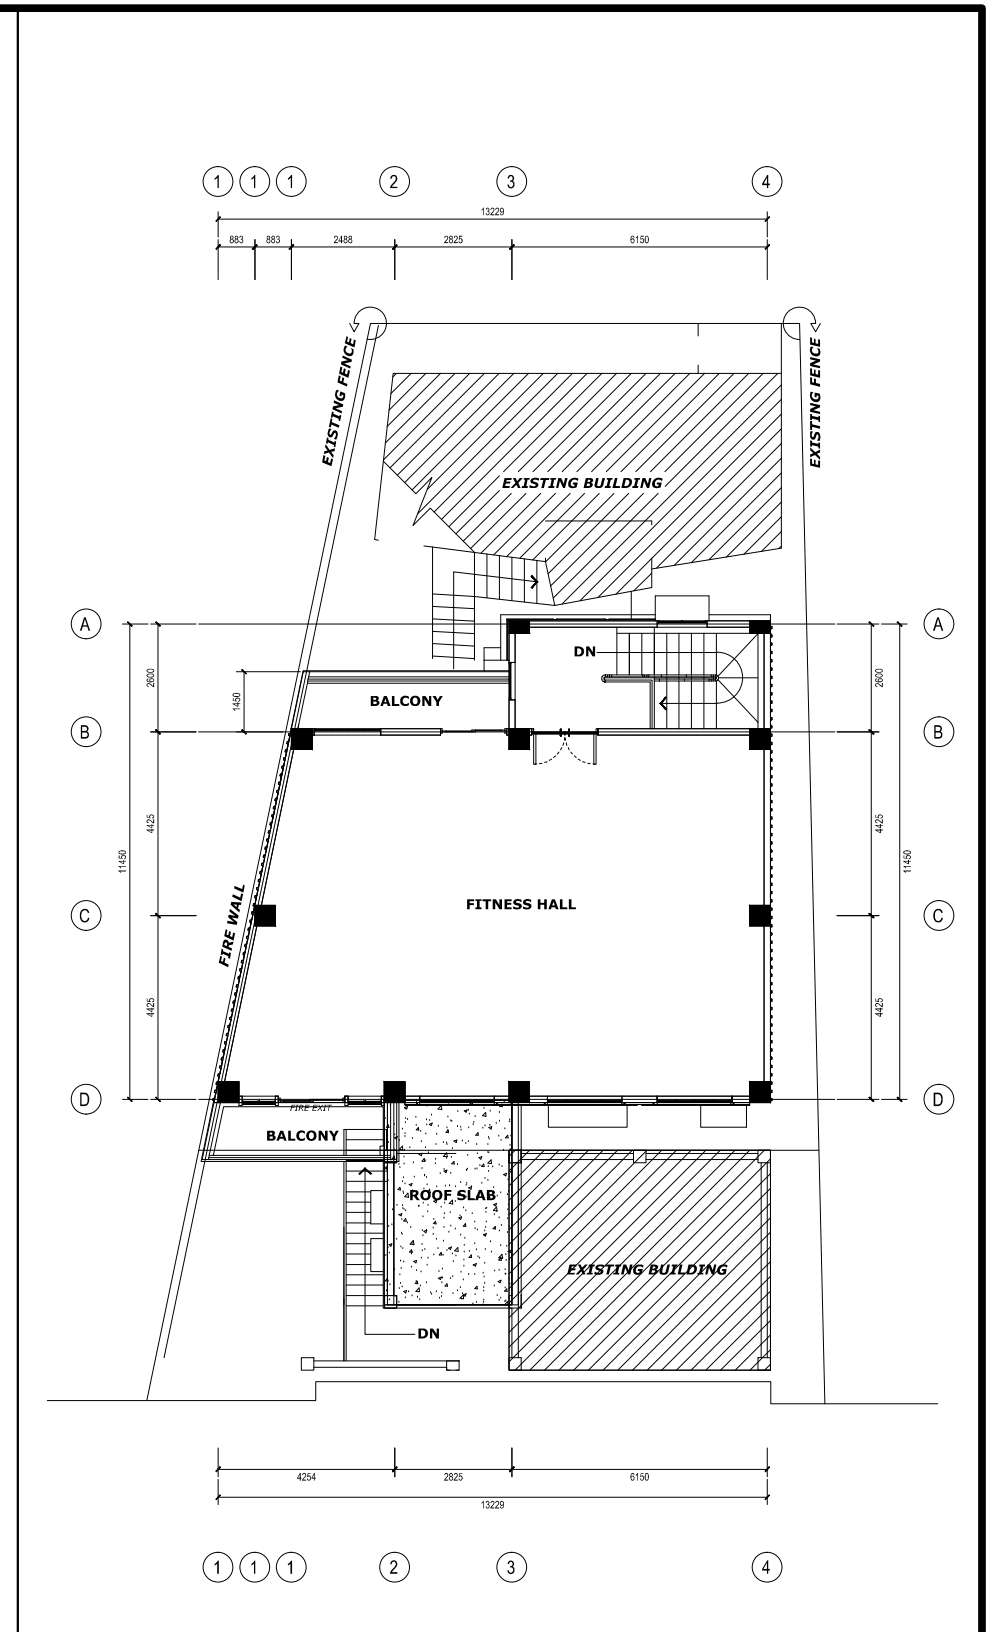 1 1 1 2 3 4
13229
883 883 2488 2825 6150
EXISTING FENCE
EXISTING FENCE
EXISTING BUILDING
A
A
2600
2600
DN
1450
BALCONY
B
B
4425
4425
11450
11450
FITNESS HALL
C
C
FIRE WALL
4425
4425
D
D
FIRE EXIT
BALCONY
ROOF SLAB
EXISTING BUILDING
DN
4254 2825 6150
13229
1 1 1 2 3 4